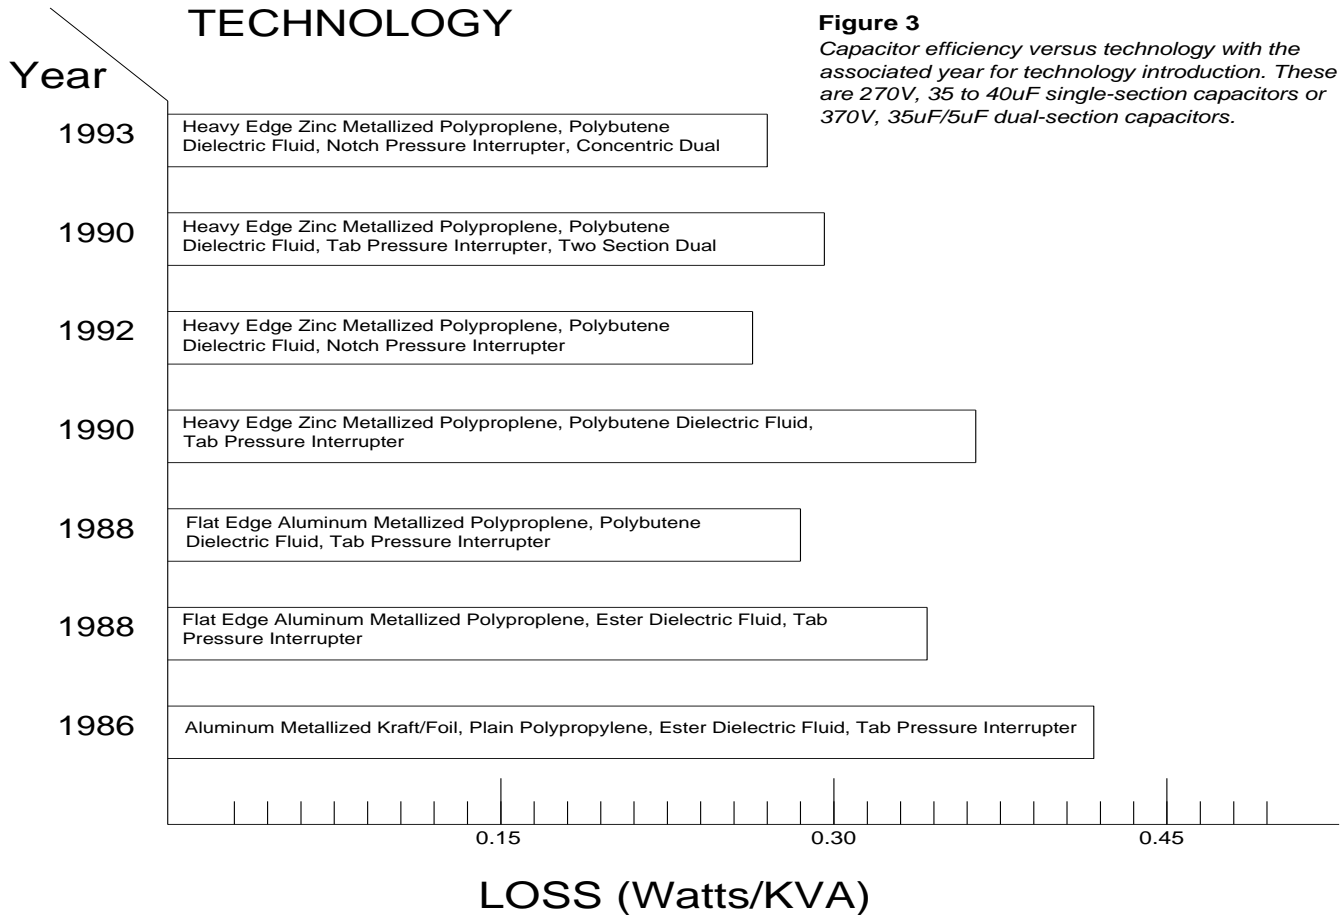 TECHNOLOGY
Figure 3
Capacitor efficiency versus technology with the
associated year for technology introduction. These
are 270V, 35 to 40uF single-section capacitors or
370V, 35uF/5uF dual-section capacitors.
Year
1993
Heavy Edge Zinc Metallized Polyproplene, Polybutene
Dielectric Fluid, Notch Pressure Interrupter, Concentric Dual
1990
Heavy Edge Zinc Metallized Polyproplene, Polybutene
Dielectric Fluid, Tab Pressure Interrupter, Two Section Dual
1992
Heavy Edge Zinc Metallized Polyproplene, Polybutene
Dielectric Fluid, Notch Pressure Interrupter
1990
Heavy Edge Zinc Metallized Polyproplene, Polybutene Dielectric Fluid,
Tab Pressure Interrupter
1988
Flat Edge Aluminum Metallized Polyproplene, Polybutene
Dielectric Fluid, Tab Pressure Interrupter
1988
Flat Edge Aluminum Metallized Polyproplene, Ester Dielectric Fluid, Tab
Pressure Interrupter
1986
Aluminum Metallized Kraft/Foil, Plain Polypropylene, Ester Dielectric Fluid, Tab Pressure Interrupter
0.15 0.30 0.45
LOSS (Watts/KVA)